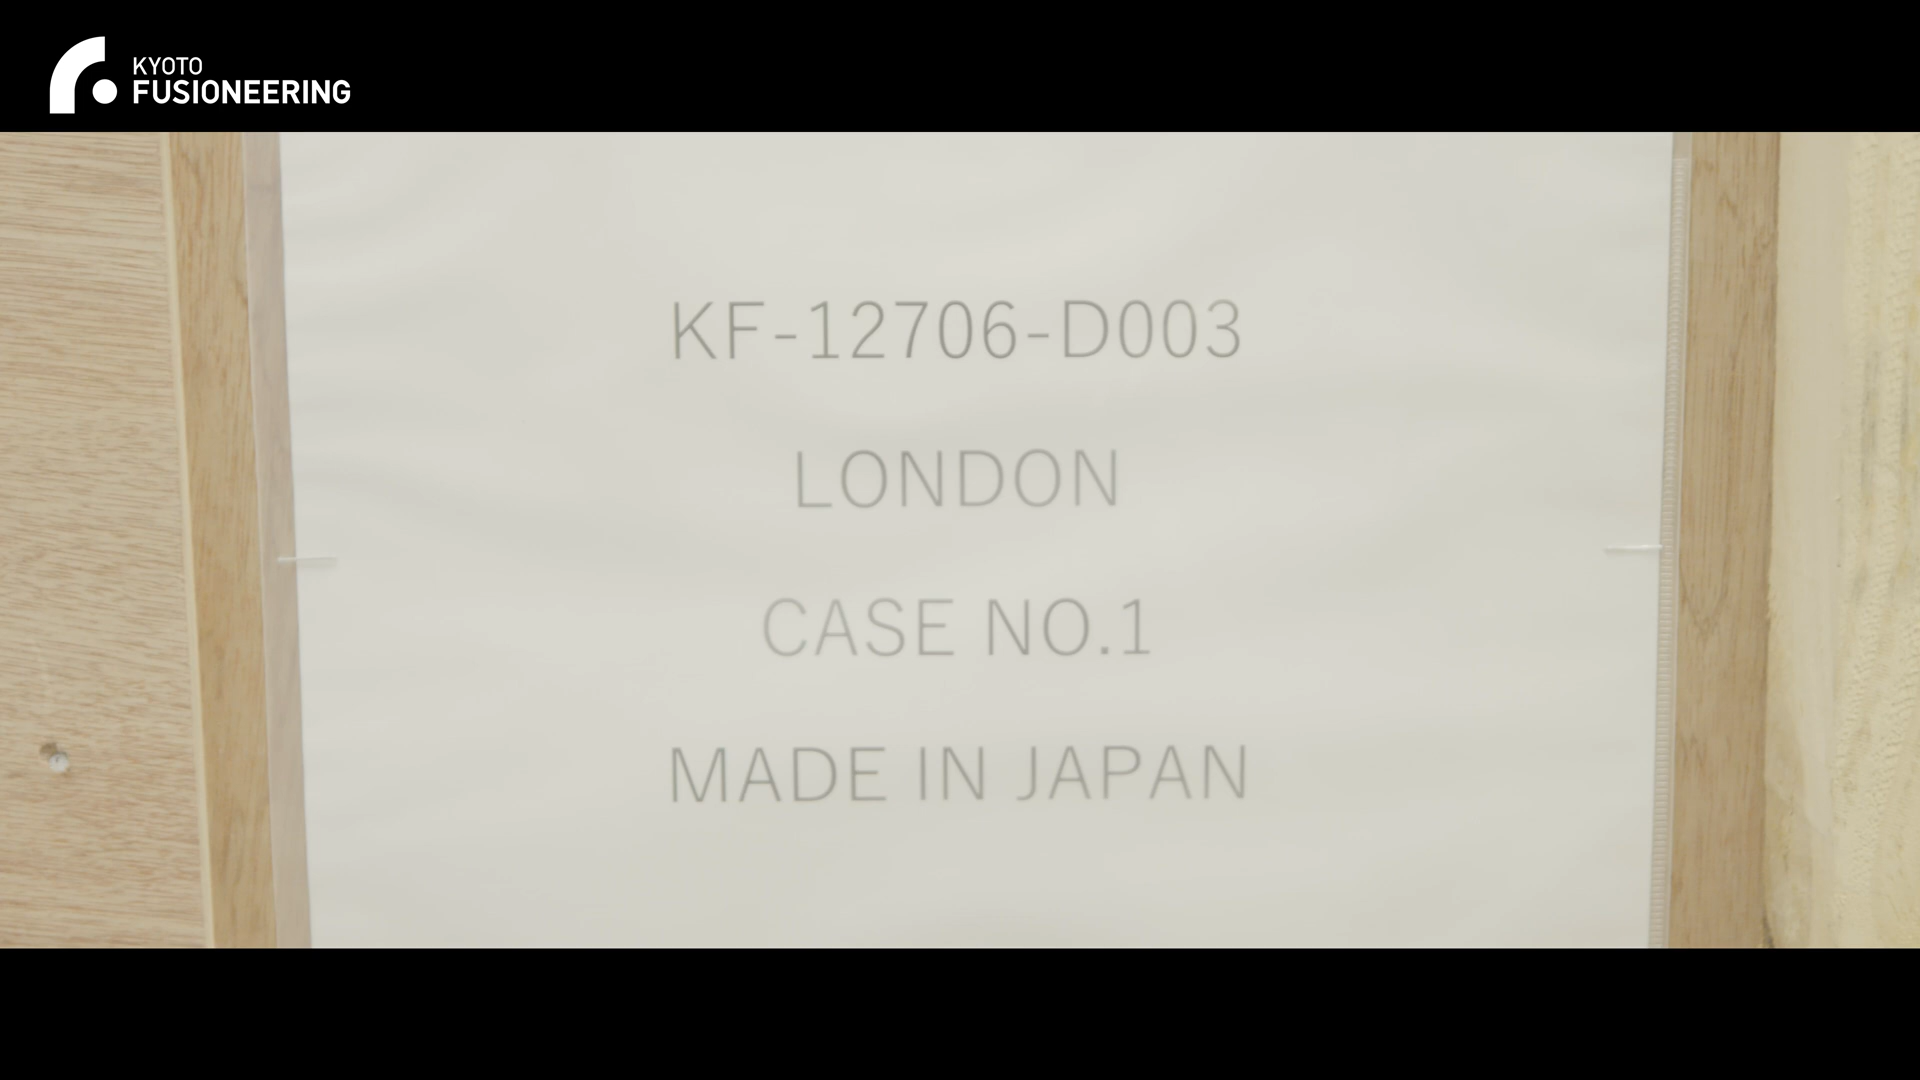 KYOTO
FUSIONEERING
KF-12706-D003
LONDON
CASE NO.1
MADE IN JAPAN